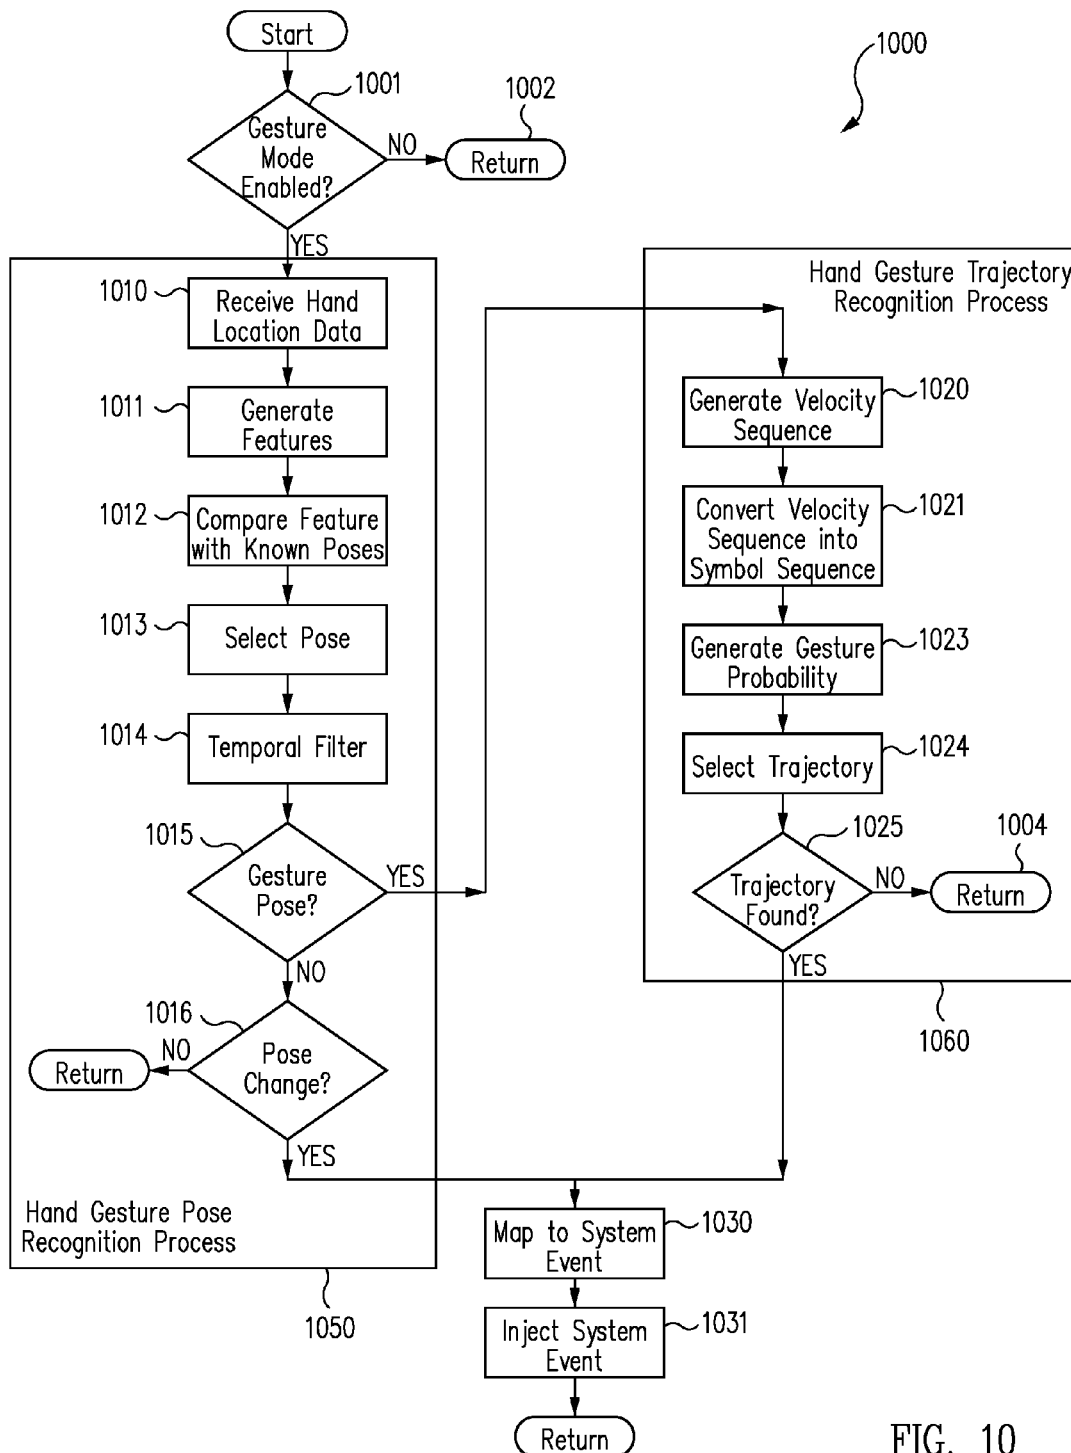 Start
1000
1001
Gesture
Mode
Enabled?
NO
1002
Return
YES
1010
Receive Hand
Location Data
1011
Generate
Features
1012
Compare Feature
with Known Poses
1013
Select Pose
1014
Temporal Filter
1015
Gesture
Pose?
YES
NO
1016
Pose
Change?
NO
Return
YES
Hand Gesture Pose
Recognition Process
1050
Hand Gesture Trajectory
Recognition Process
Generate Velocity
Sequence
1020
Convert Velocity
Sequence into
Symbol Sequence
1021
Generate Gesture
Probability
1023
Select Trajectory
1024
1025
Trajectory
Found?
NO
1004
Return
YES
1060
Map to System
Event
1030
Inject System
Event
1031
Return
FIG. 10